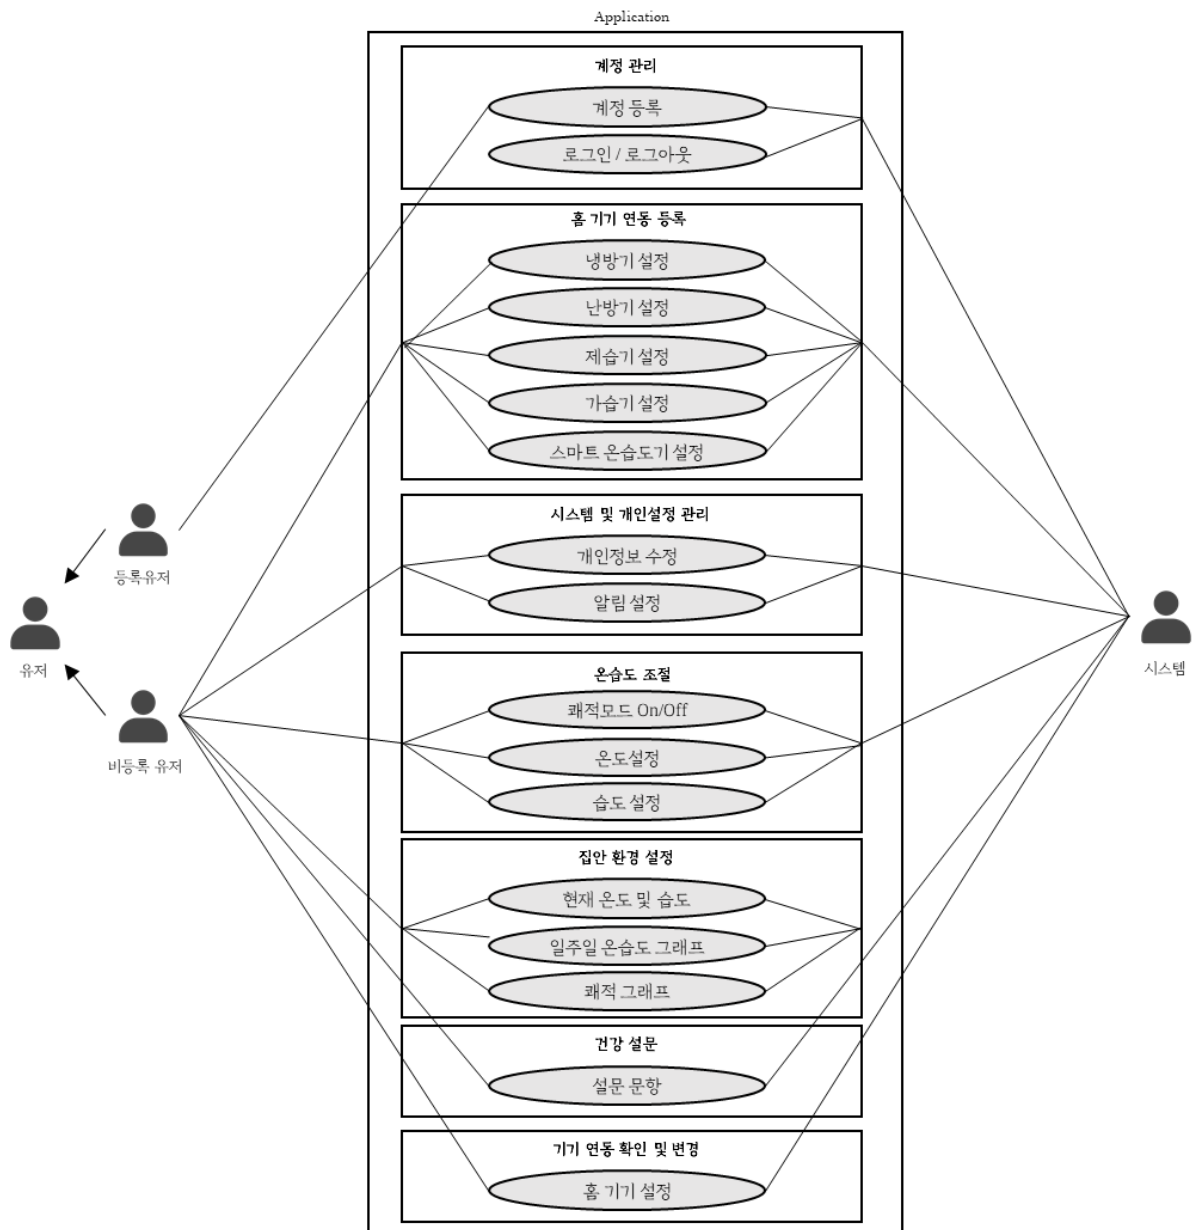 Application
계정 관리
계정 등록
로그인 / 로그아웃
홈 기기 연동 등록
냉방기 설정
난방기 설정
제습기 설정
가습기 설정
스마트 온습도기 설정
시스템 및 개인설정 관리
개인정보 수정
알림 설정
등록유저
유저
비등록 유저
시스템
온습도 조절
쾌적모드 On/Off
온도설정
습도 설정
집안 환경 설정
현재 온도 및 습도
일주일 온습도 그래프
쾌적 그래프
건강 설문
설문 문항
기기 연동 확인 및 변경
홈 기기 설정